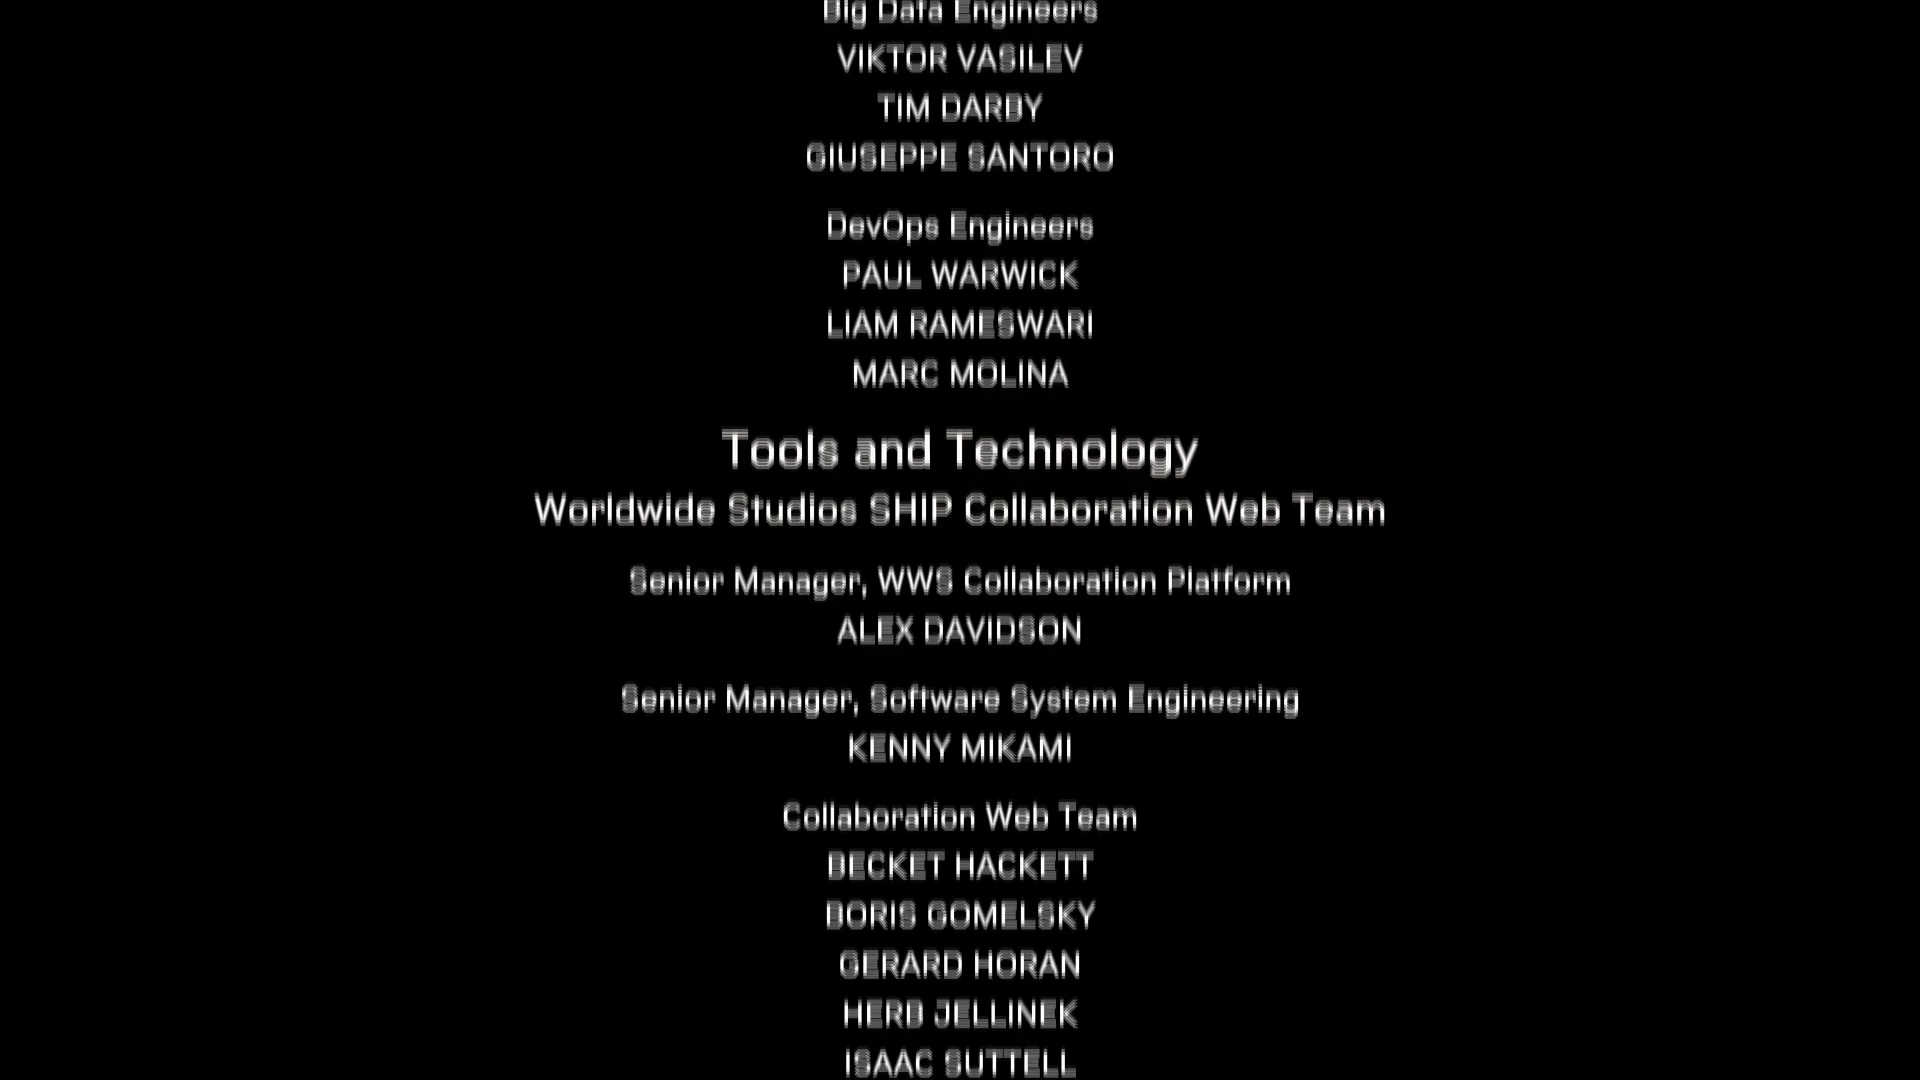 Big Data Engineers
VIKTOR VASILEV
TIM DARBY
GIUSEPPE SANTORO
DevOps Engineers
PAUL WARWICK
LIAM RAMESWARI
MARC MOLINA
Tools and Technology
Worldwide Studios SHIP Collaboration Web Team
Senior Manager, WWS Collaboration Platform
ALEX DAVIDSON
Senior Manager, Software System Engineering
KENNY MIKAMI
Collaboration Web Team
BECKET HACKETT
BORIS GOMELSKY
GERARD HORAN
HERB JELLINEK
ISAAC SUTTELL